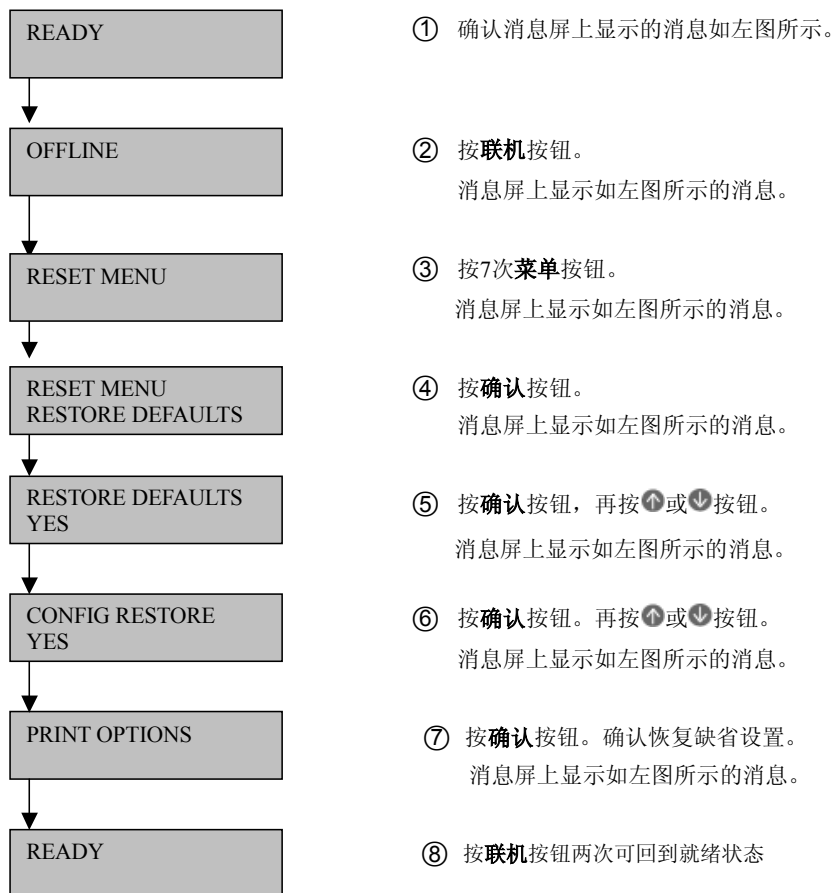 READY
① 确认消息屏上显示的消息如左图所示。
OFFLINE
② 按联机按钮。
消息屏上显示如左图所示的消息。
RESET MENU
③ 按7次菜单按钮。
消息屏上显示如左图所示的消息。
RESET MENU
RESTORE DEFAULTS
④ 按确认按钮。
消息屏上显示如左图所示的消息。
RESTORE DEFAULTS
YES
⑤ 按确认按钮，再按或按钮。
消息屏上显示如左图所示的消息。
CONFIG RESTORE
YES
⑥ 按确认按钮。再按或按钮。
消息屏上显示如左图所示的消息。
PRINT OPTIONS
⑦ 按确认按钮。确认恢复缺省设置。
消息屏上显示如左图所示的消息。
READY
⑧ 按联机按钮两次可回到就绪状态